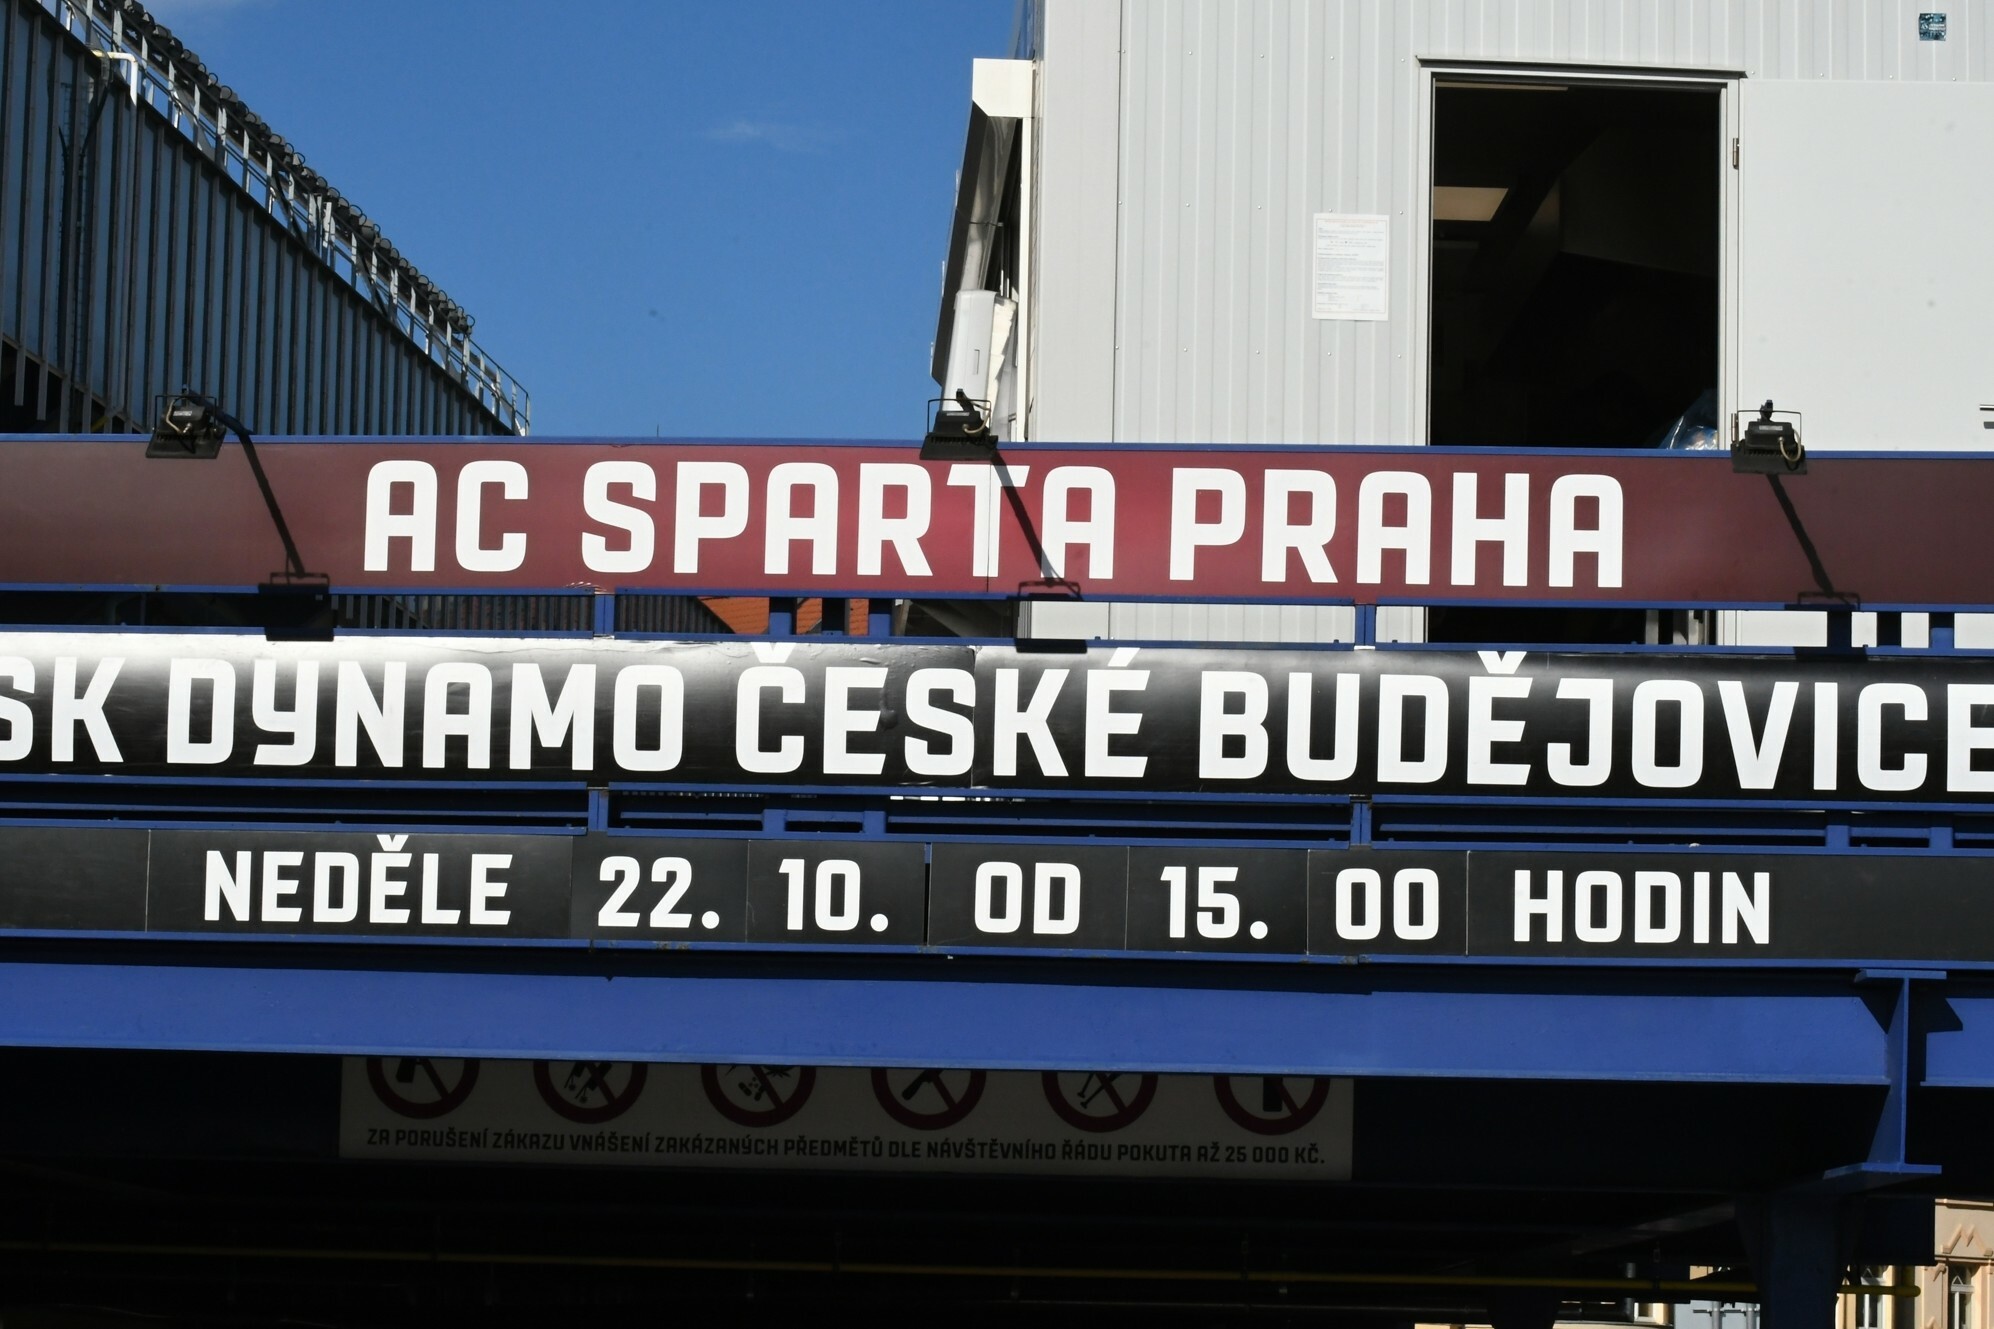 AC SPARTA PRAHA
SK DYNAMO ČESKÉ BUDĚJOVICE
NEDĚLE 22. 10. OD 15. 00 HODIN
ZA PORUŠENÍ ZÁKAZU VNÁŠENÍ ZAKÁZANÝCH PŘEDMĚTŮ DLE NÁVŠTĚVNÍHO ŘÁDU POKUTA AŽ 25 000 KČ.